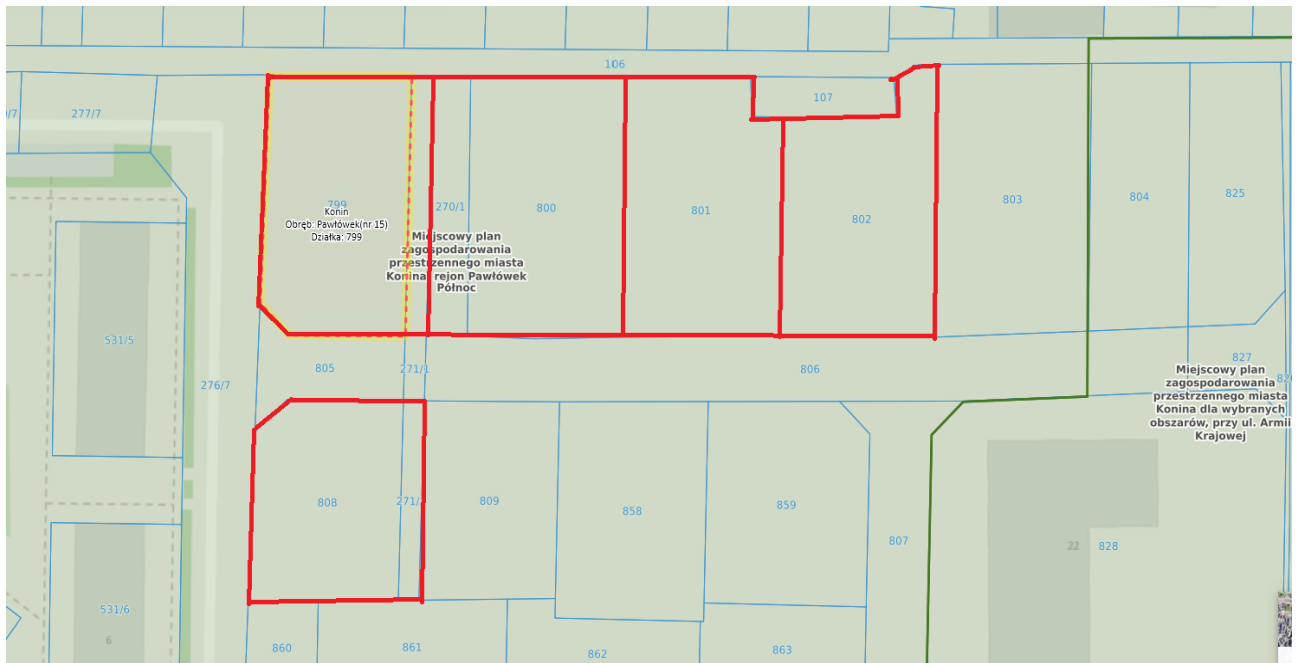 106
277/7
107
799
Konin
Obręb: Pawłówek(nr 15)
Działka: 799
270/1
800
801
802
803
804
825
Miejscowy plan
zagospodarowania
przestrzennego miasta
Konina, rejon Pawłówek
Północ
531/5
276/7
805
271/1
806
827
Miejscowy plan
zagospodarowania
przestrzennego miasta
Konina dla wybranych
obszarów, przy ul. Armii
Krajowej
808
271/
809
858
859
807
22
828
531/6
6
860
861
862
863